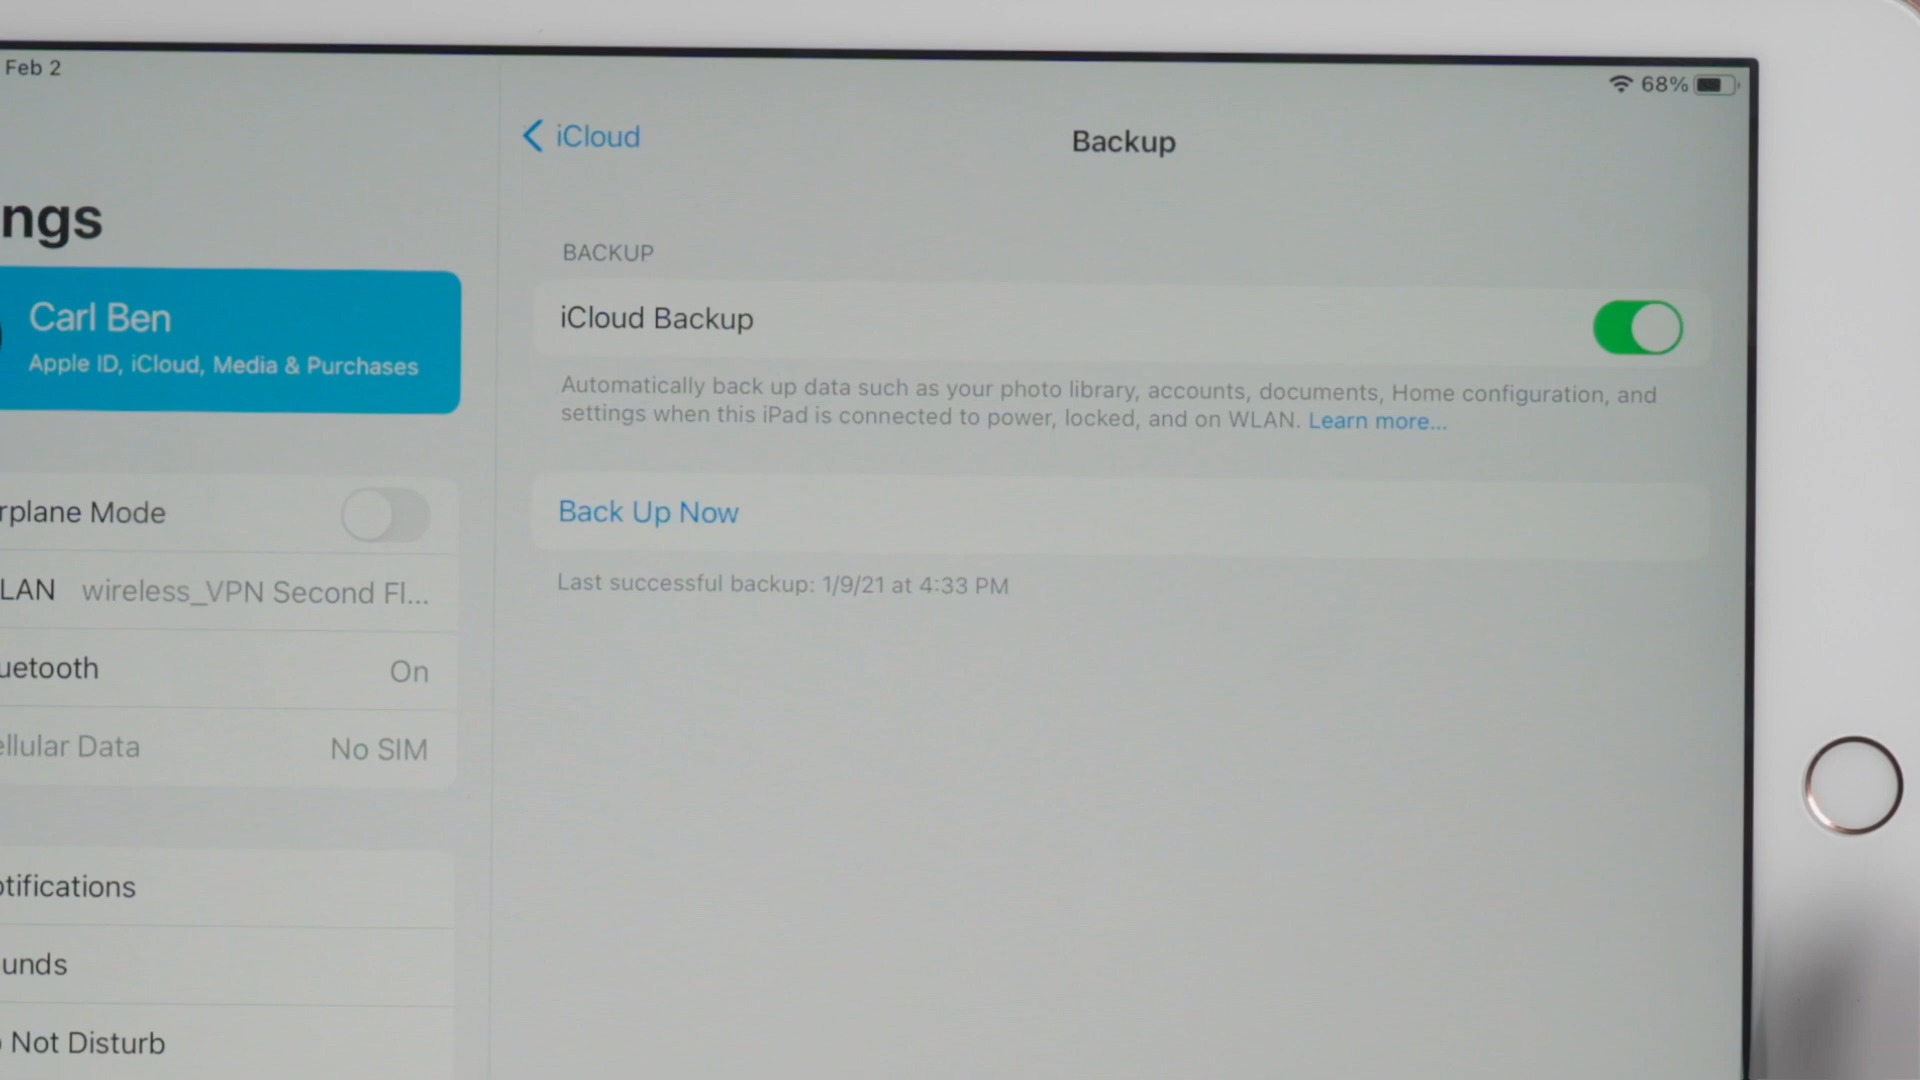 Feb 2
68%
iCloud
Backup
ngs
BACKUP
Carl Ben
Apple ID, iCloud, Media & Purchases
iCloud Backup
Automatically back up data such as your photo library, accounts, documents, Home configuration, and
settings when this iPad is connected to power, locked, and on WLAN. Learn more...
rplane Mode
Back Up Now
LAN wireless_VPN Second Fl...
Last successful backup: 1/9/21 at 4:33 PM
uetooth On
ellular Data No SIM
otifications
unds
o Not Disturb